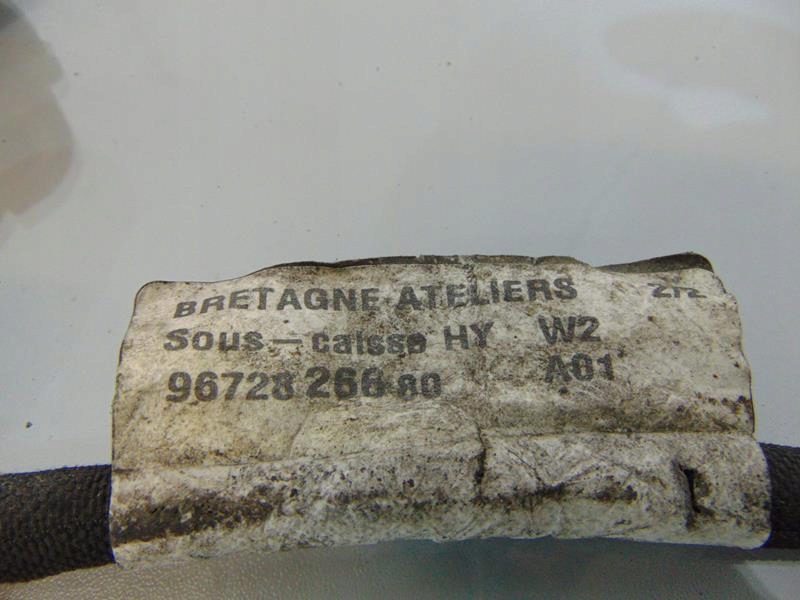 BRETAGNE ATELIERS 2/2
Sous-caisse HY W2
96728 266 80 A01